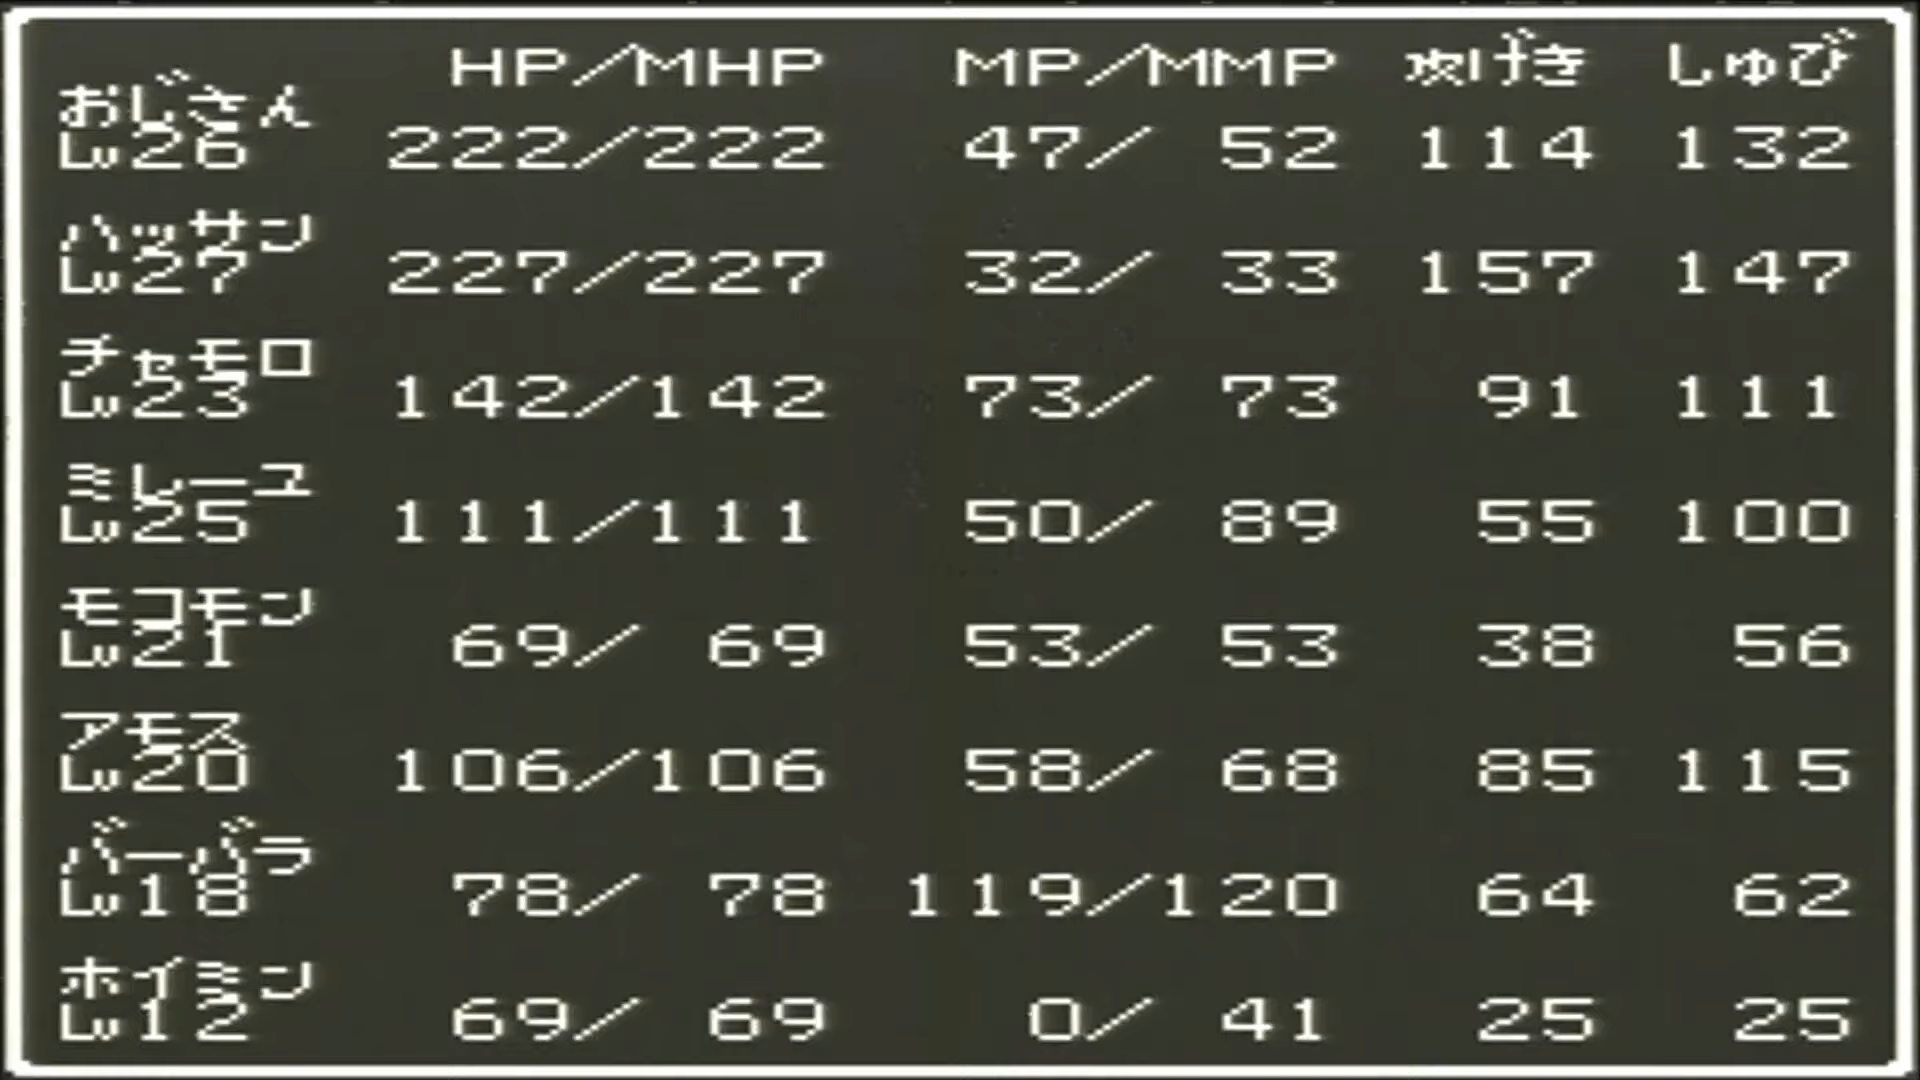 HP/MHP MP/MMP 攻げき しゅび
おじさん
Lv26 222/222 47/ 52 114 132
ハッサン
Lv27 227/227 32/ 33 157 147
チャモロ
Lv23 142/142 73/ 73 91 111
ミレーユ
Lv25 111/111 50/ 89 55 100
モコモン
Lv21 69/ 69 53/ 53 38 56
アモス
Lv20 106/106 58/ 68 85 115
バーバラ
Lv18 78/ 78 119/120 64 62
ホイミン
Lv12 69/ 69 0/ 41 25 25